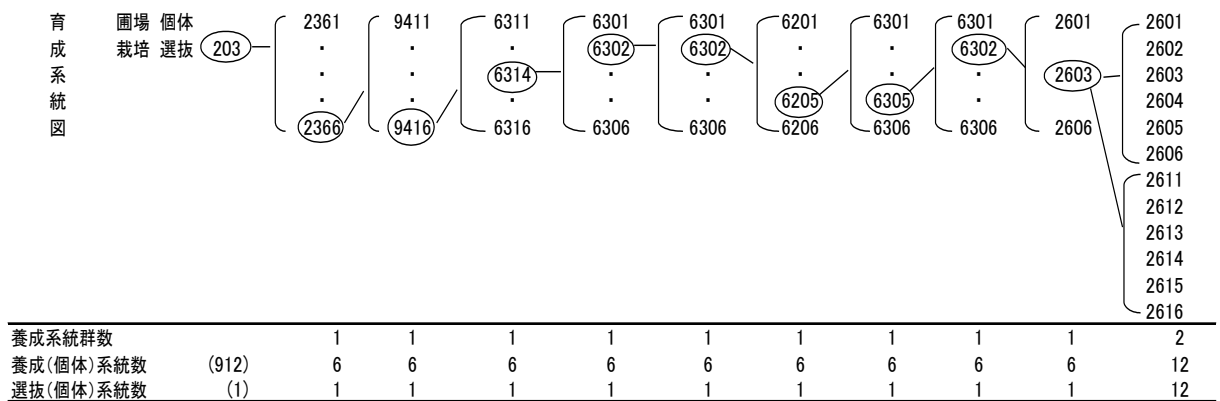 育 圃場 個体 2361 9411 6311 6301 6301 6201 6301 6301 2601 2601
成 栽培 選抜 203 ・ ・ ・ 6302 6302 ・ ・ 6302 ・ 2602
系 ・ ・ 6314 ・ ・ ・ ・ ・ 2603 2603
統 ・ ・ ・ ・ ・ 6205 6305 ・ ・ 2604
図 2366 9416 6316 6306 6306 6206 6306 6306 2606 2605
2606
2611
2612
2613
2614
2615
2616
養成系統群数 1 1 1 1 1 1 1 1 1 2
養成(個体)系統数 (912) 6 6 6 6 6 6 6 6 6 12
選抜(個体)系統数 (1) 1 1 1 1 1 1 1 1 1 12